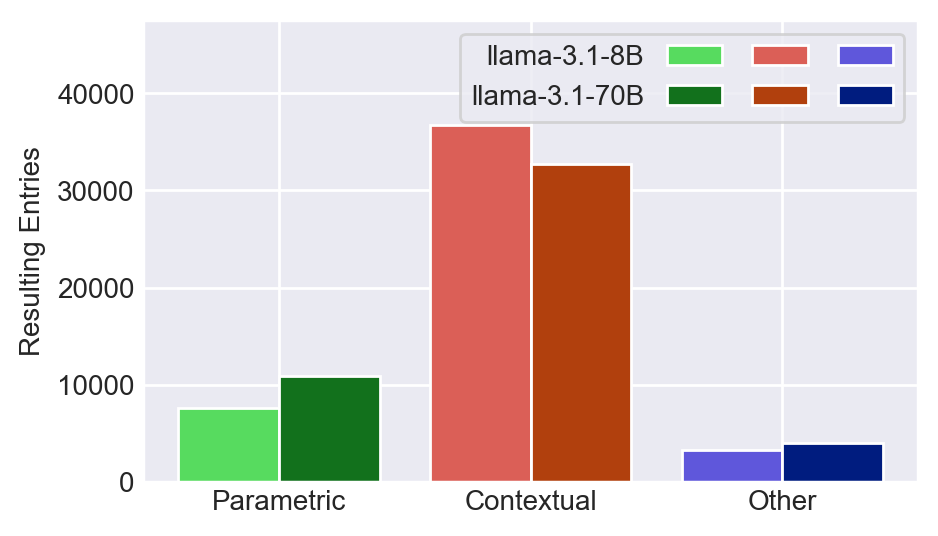 llama-3.1-8B
llama-3.1-70B
40000
30000
20000
10000
0
Resulting Entries
Parametric
Contextual
Other